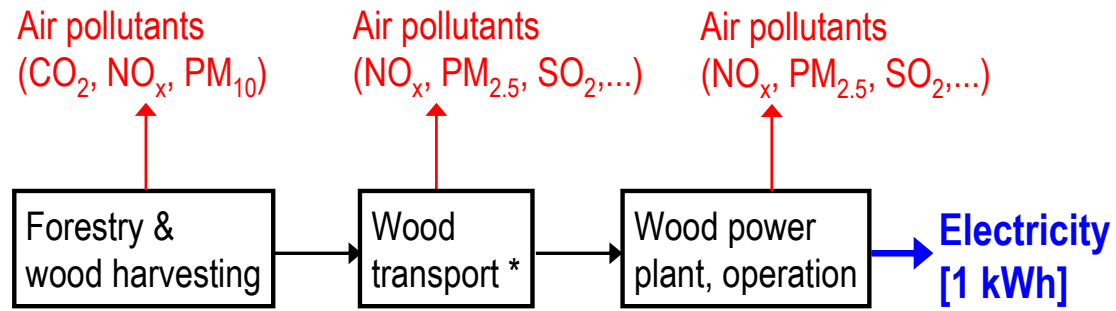 Air pollutants
(CO₂, NOₓ, PM₁₀)
Air pollutants
(NOₓ, PM₂.₅, SO₂,...)
Air pollutants
(NOₓ, PM₂.₅, SO₂,...)
Forestry &
wood harvesting
Wood
transport *
Wood power
plant, operation
Electricity
[1 kWh]